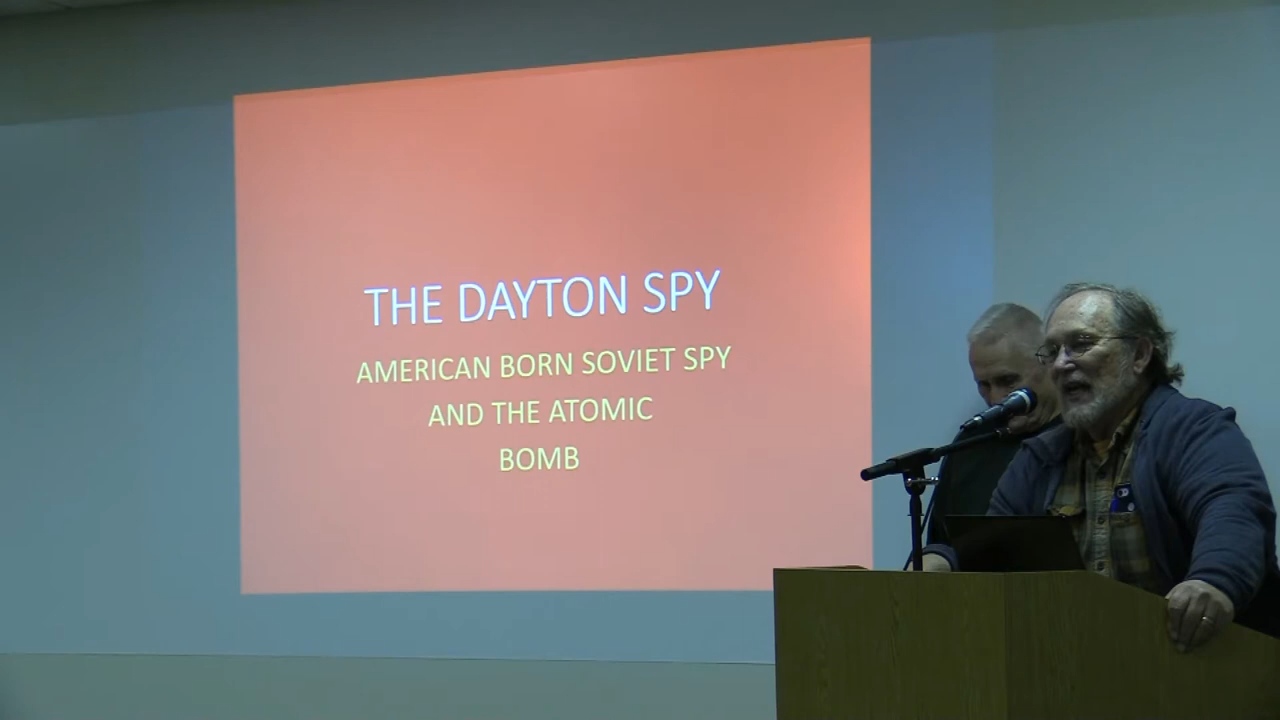 THE DAYTON SPY
AMERICAN BORN SOVIET SPY
AND THE ATOMIC
BOMB